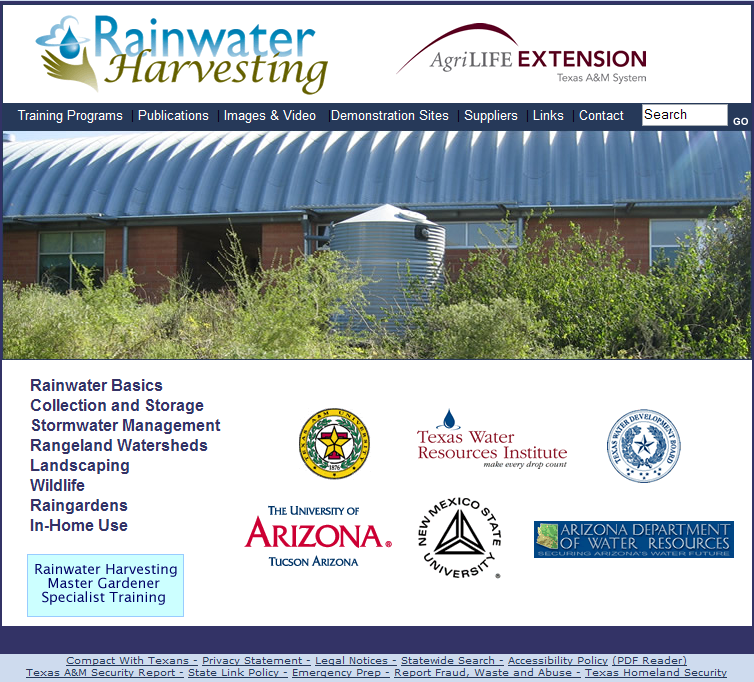 Rainwater
Harvesting
AgriLIFE EXTENSION
Texas A&M System
Training Programs | Publications | Images & Video | Demonstration Sites | Suppliers | Links | Contact Search GO
Rainwater Basics
Collection and Storage
Stormwater Management
Rangeland Watersheds
Landscaping
Wildlife
Raingardens
In-Home Use
Rainwater Harvesting
Master Gardener
Specialist Training
TEXAS A&M UNIVERSITY
1876
Texas Water
Resources Institute
make every drop count
TEXAS WATER DEVELOPMENT BOARD
THE UNIVERSITY OF
ARIZONA®
TUCSON ARIZONA
NEW MEXICO STATE
UNIVERSITY ®
ARIZONA DEPARTMENT
OF WATER RESOURCES
SECURING ARIZONA'S WATER FUTURE
Compact With Texans - Privacy Statement - Legal Notices - Statewide Search - Accessibility Policy (PDF Reader)
Texas A&M Security Report - State Link Policy - Emergency Prep - Report Fraud, Waste and Abuse - Texas Homeland Security